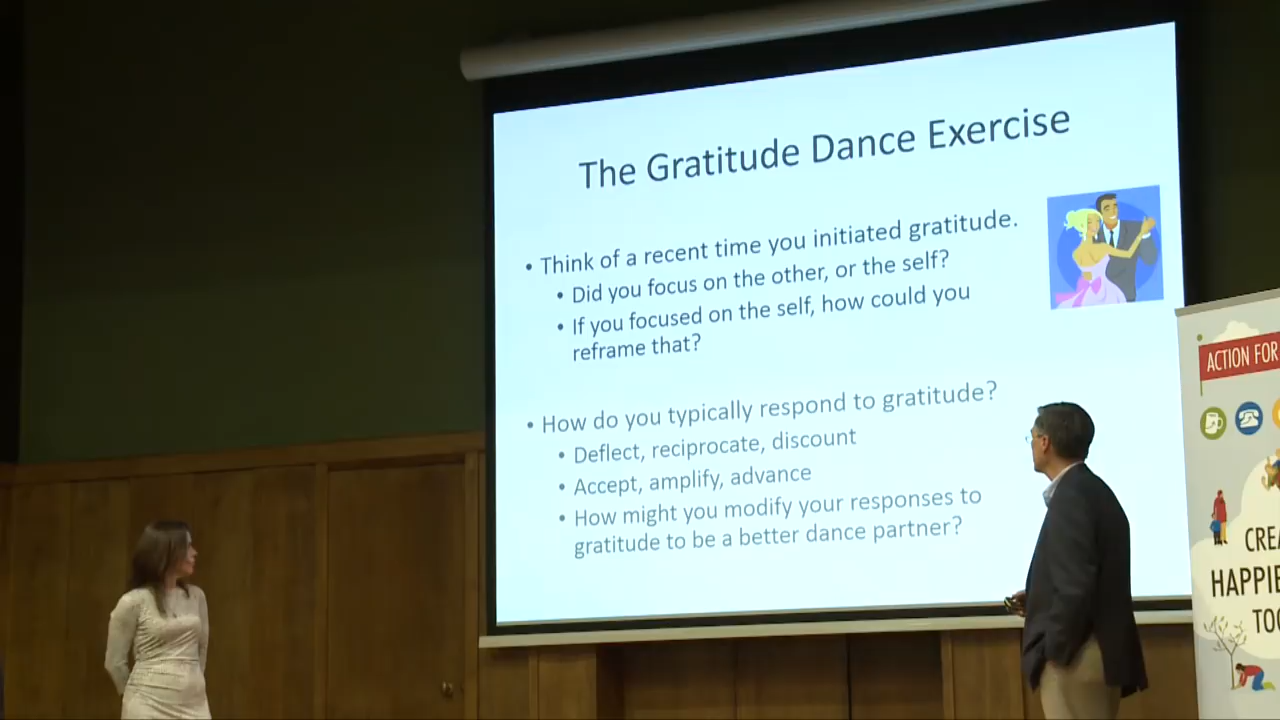 The Gratitude Dance Exercise
• Think of a recent time you initiated gratitude.
• Did you focus on the other, or the self?
• If you focused on the self, how could you
reframe that?
• How do you typically respond to gratitude?
• Deflect, reciprocate, discount
• Accept, amplify, advance
• How might you modify your responses to
gratitude to be a better dance partner?
ACTION FOR
CREA
HAPPIE
TOG